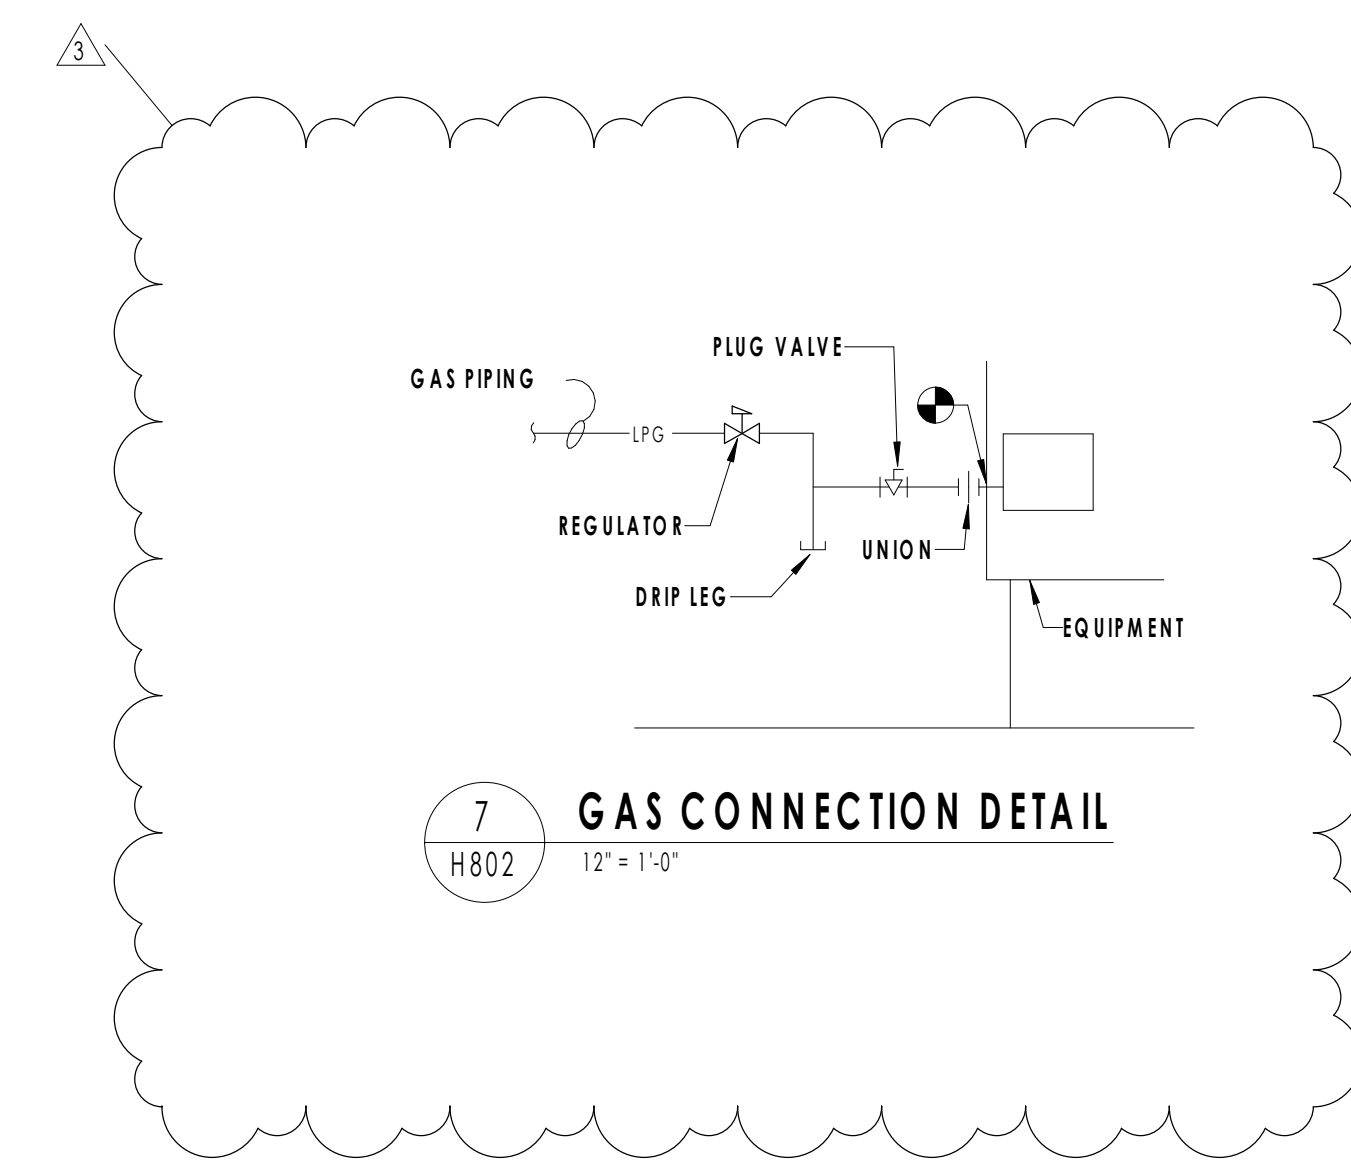 3
PLUG VALVE
GAS PIPING
LPG
REGULATOR
UNION
DRIP LEG
EQUIPMENT
7
GAS CONNECTION DETAIL
H802
12" = 1'-0"